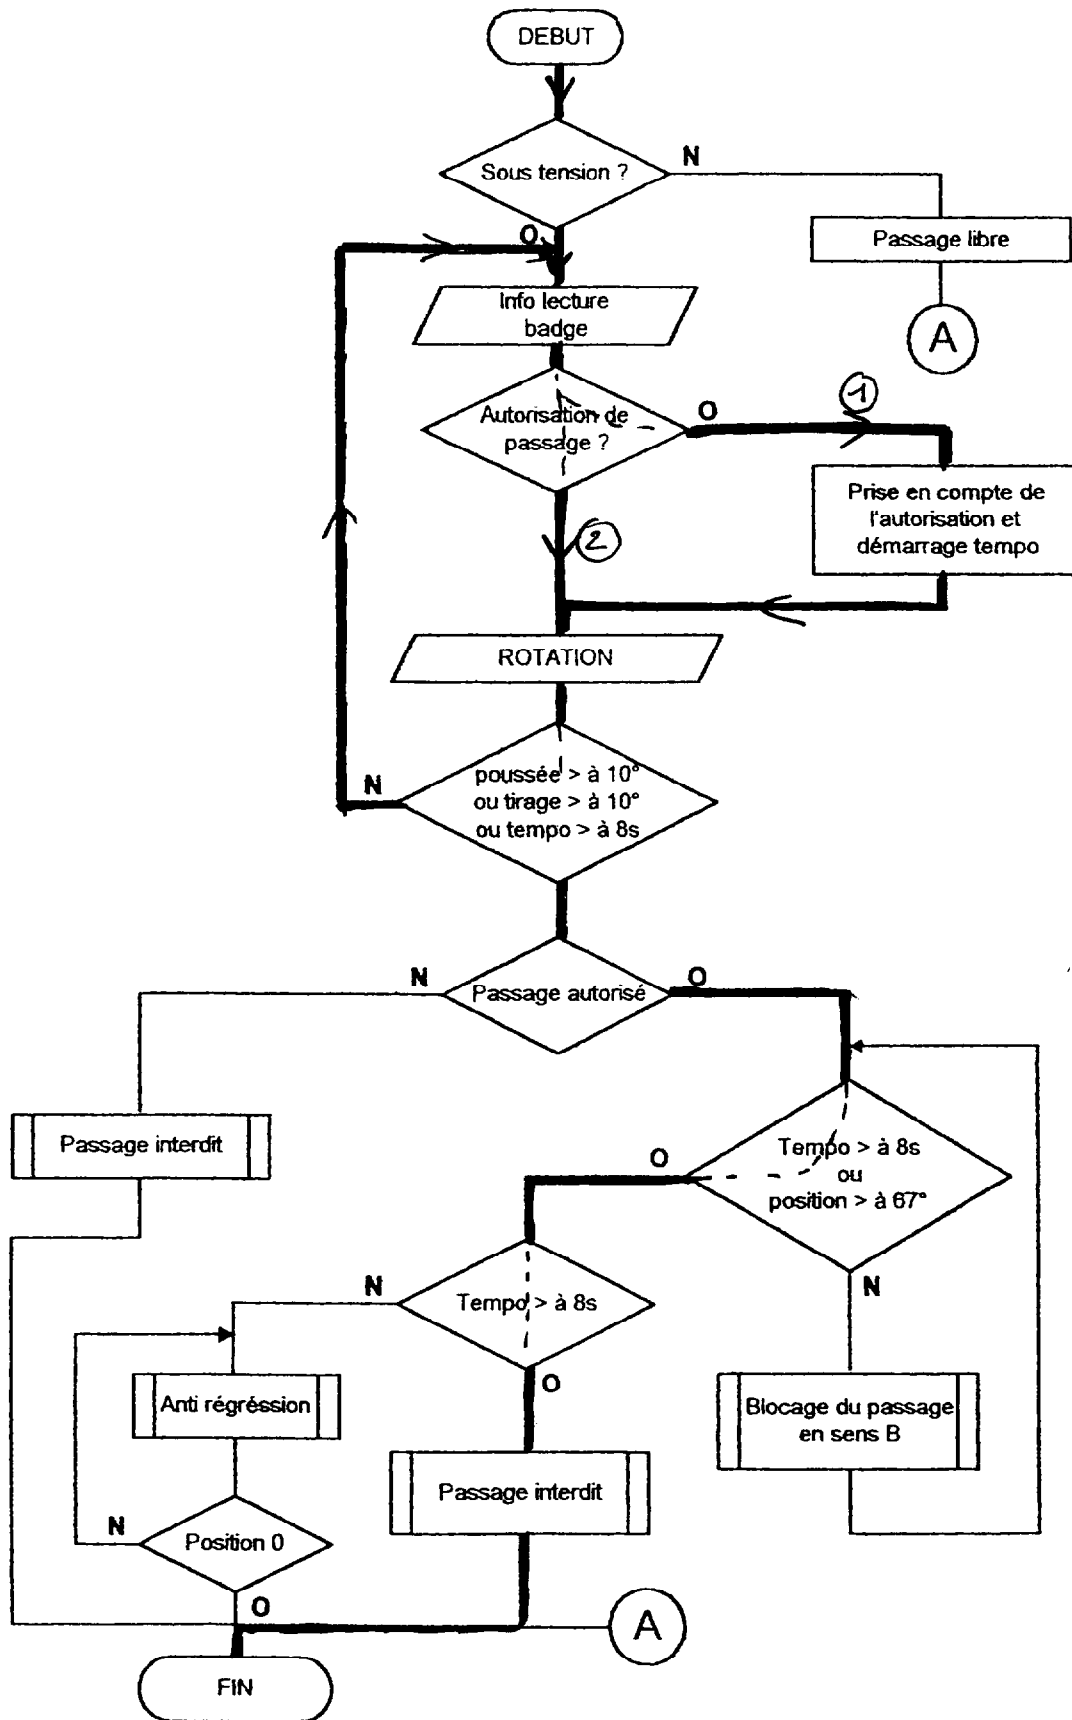 DEBUT
Sous tension ?
N
O
Passage libre
A
Info lecture
badge
Autorisation de
passage ?
O
1
Prise en compte de
l'autorisation et
démarrage tempo
2
ROTATION
N
poussée > à 10°
ou tirage > à 10°
ou tempo > à 8s
N
Passage autorisé
O
Passage interdit
Tempo > à 8s
ou
position > à 67°
O
N
N
Tempo > à 8s
O
Anti régréssion
Blocage du passage
en sens B
Passage interdit
N
Position 0
O
A
FIN